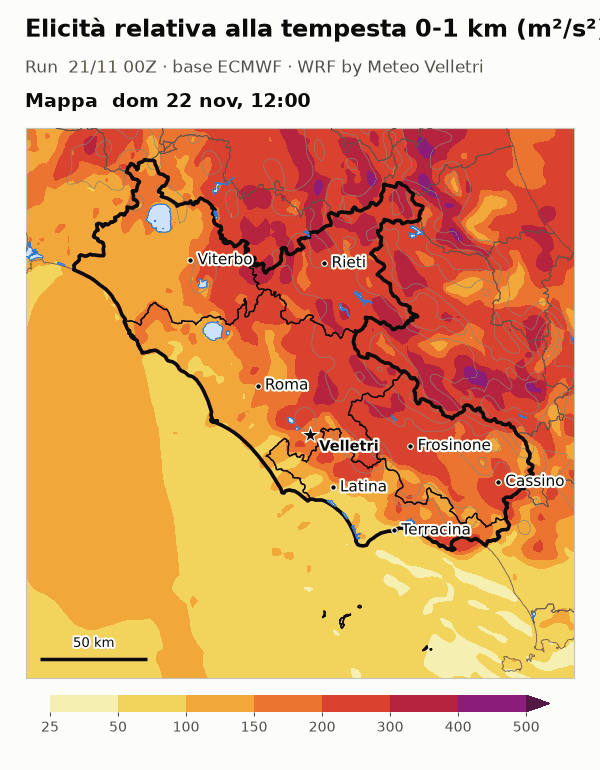 Elicità relativa alla tempesta 0-1 km (m²/s²)
Run 21/11 00Z · base ECMWF · WRF by Meteo Velletri
Mappa dom 22 nov, 12:00
Viterbo
Rieti
Roma
Velletri
Frosinone
Cassino
Latina
Terracina
50 km
25 50 100 150 200 300 400 500